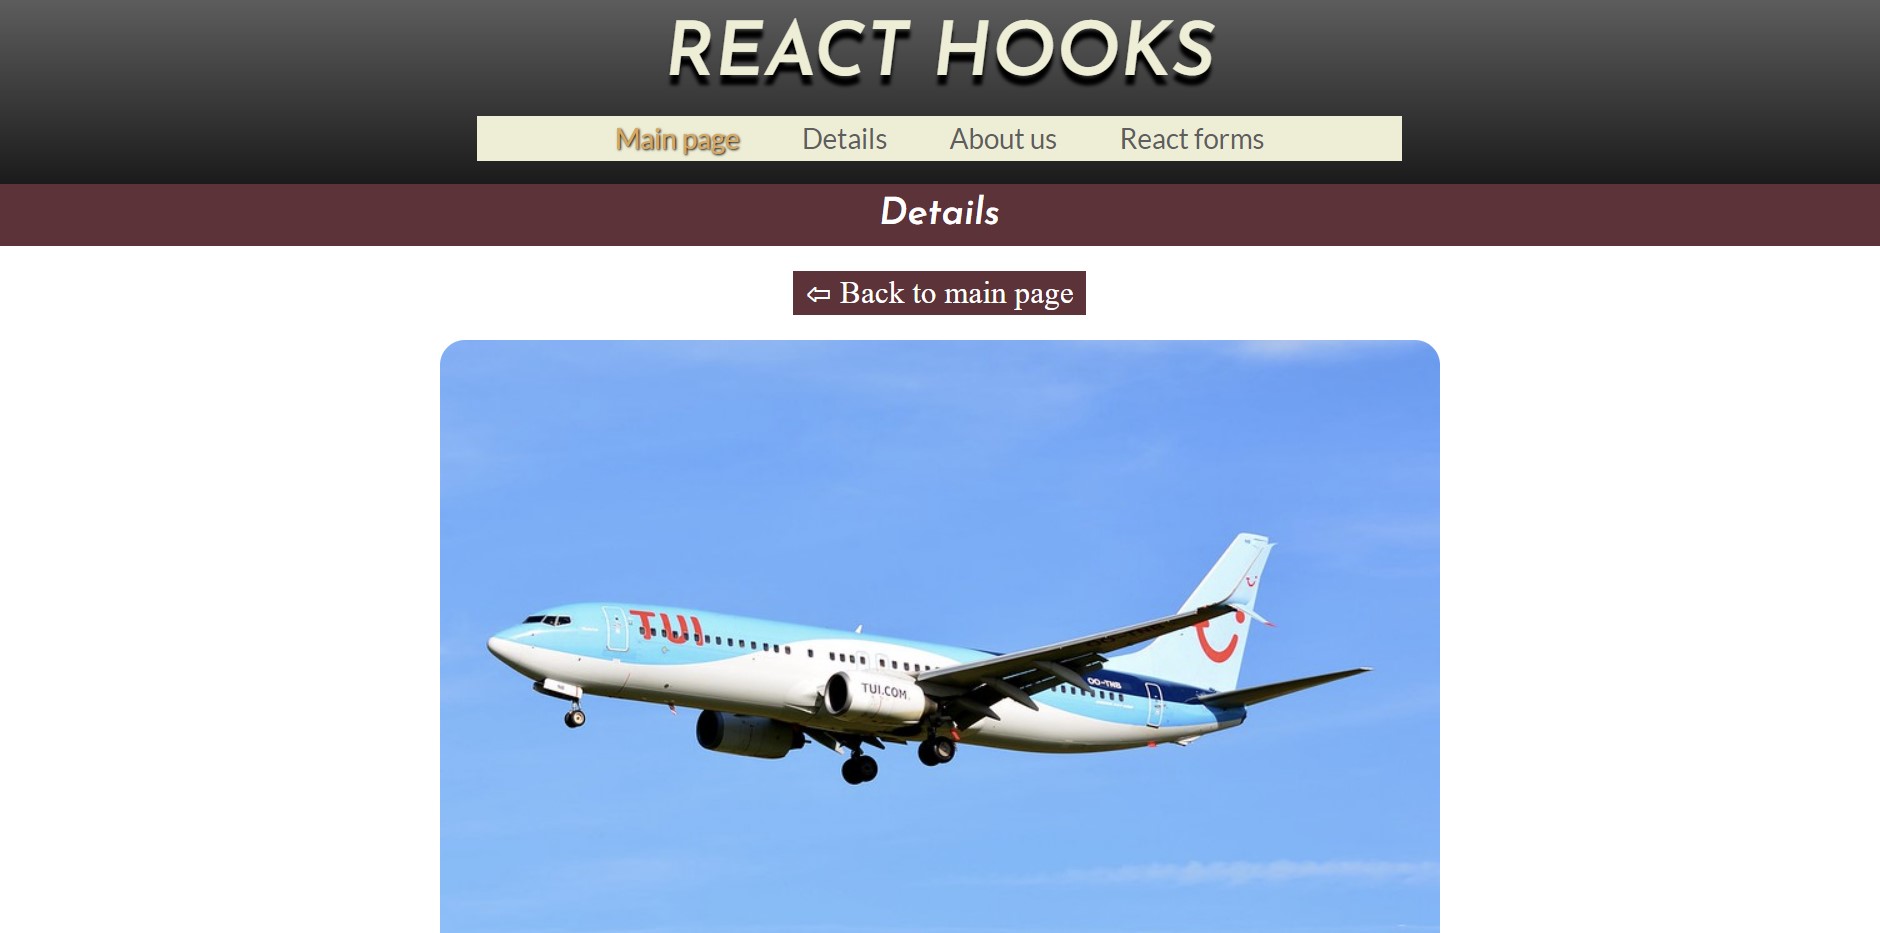 REACT HOOKS
Main page Details About us React forms
Details
⇦ Back to main page
TUI
TUI.COM
OO-TNB